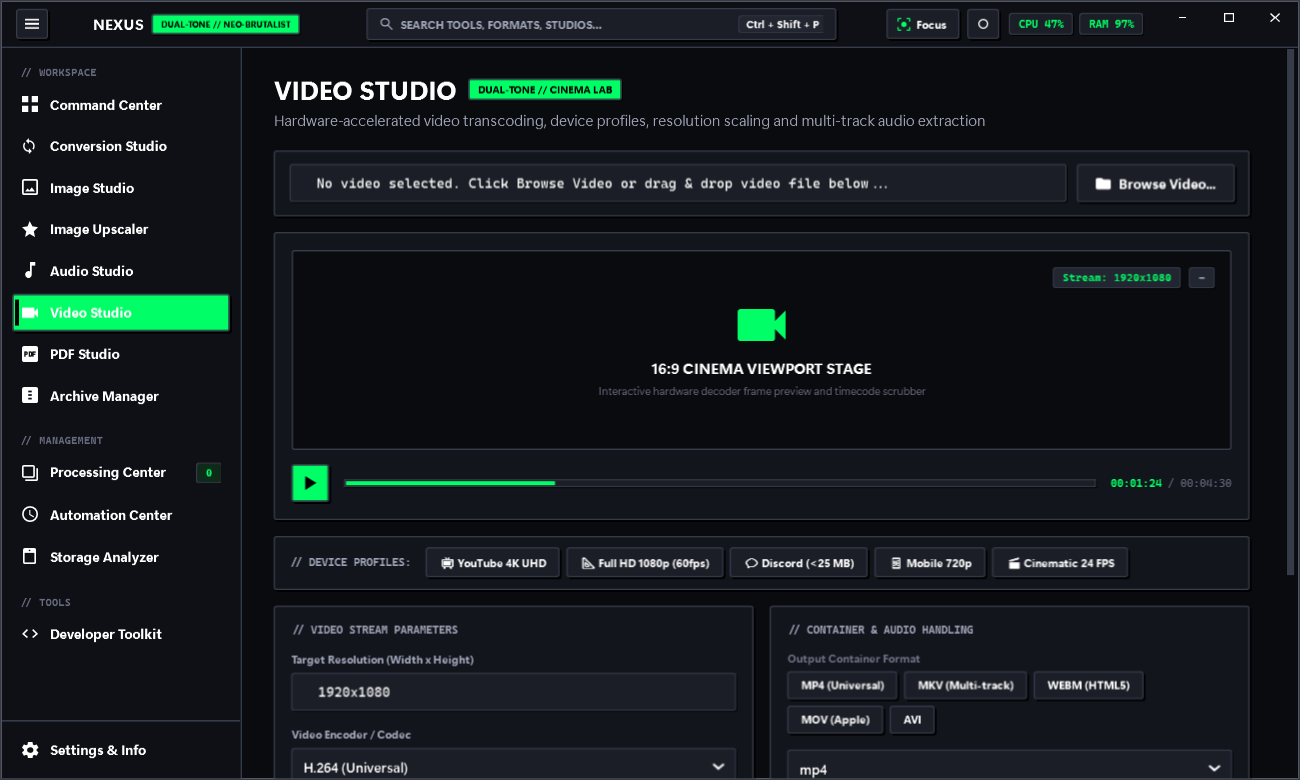 NEXUS DUAL-TONE // NEO-BRUTALIST SEARCH TOOLS, FORMATS, STUDIOS... Ctrl + Shift + P Focus CPU 47% RAM 97%
// WORKSPACE
Command Center
Conversion Studio
Image Studio
Image Upscaler
Audio Studio
Video Studio
PDF Studio
Archive Manager
// MANAGEMENT
Processing Center 0
Automation Center
Storage Analyzer
// TOOLS
Developer Toolkit
Settings & Info
VIDEO STUDIO DUAL-TONE // CINEMA LAB
Hardware-accelerated video transcoding, device profiles, resolution scaling and multi-track audio extraction
No video selected. Click Browse Video or drag & drop video file below... Browse Video...
Stream: 1920x1080 —
16:9 CINEMA VIEWPORT STAGE
Interactive hardware decoder frame preview and timecode scrubber
00:01:24 / 00:04:30
// DEVICE PROFILES: YouTube 4K UHD Full HD 1080p (60fps) Discord (<25 MB) Mobile 720p Cinematic 24 FPS
// VIDEO STREAM PARAMETERS
Target Resolution (Width x Height)
1920x1080
Video Encoder / Codec
H.264 (Universal)
// CONTAINER & AUDIO HANDLING
Output Container Format
MP4 (Universal) MKV (Multi-track) WEBM (HTML5)
MOV (Apple) AVI
mp4